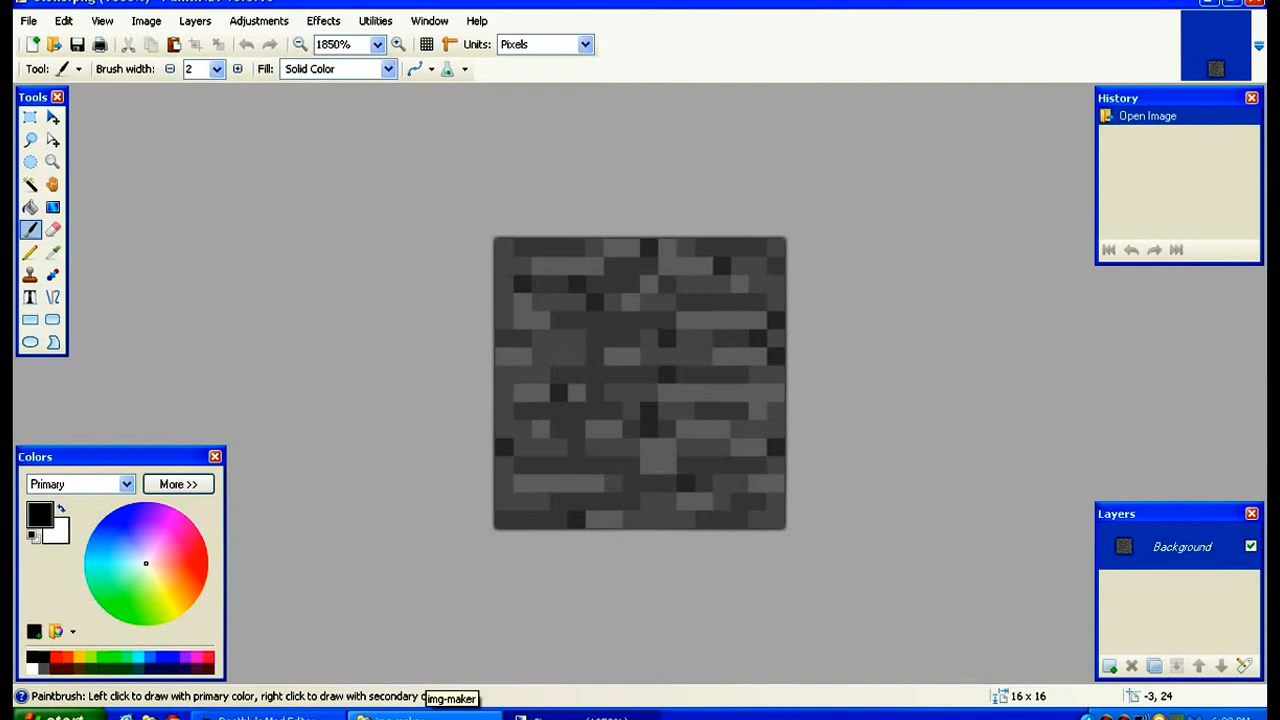 File Edit View Image Layers Adjustments Effects Utilities Window Help
1850% Units: Pixels
Tool: Brush width: 2 Fill: Solid Color
Tools
History
Open Image
Colors
Primary More >>
Layers
Background
Paintbrush: Left click to draw with primary color, right click to draw with secondary c
img-maker
16 x 16
-3, 24